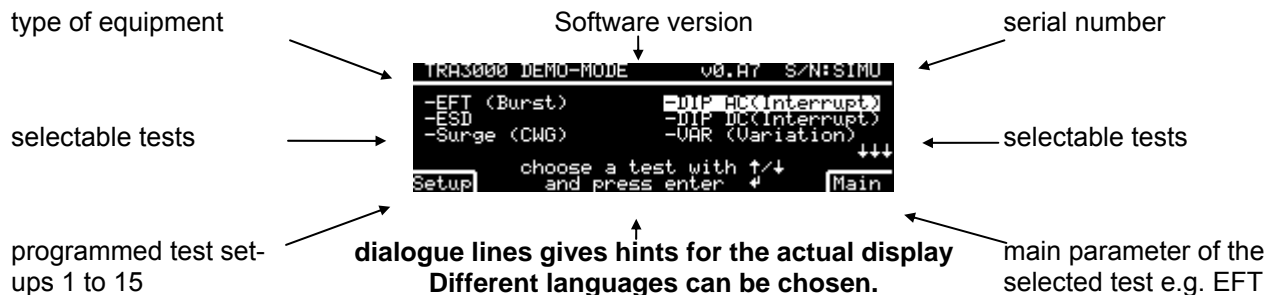 type of equipment Software version serial number
TRA3000 DEMO-MODE v0.A7 S/N:SIMU
-EFT (Burst) -DIP AC(Interrupt)
-ESD -DIP DC(Interrupt)
-Surge (CWG) -VAR (Variation)
selectable tests selectable tests
↓↓↓
choose a test with ↑/↓
Setup and press enter ↲ Main
programmed test set- dialogue lines gives hints for the actual display main parameter of the
ups 1 to 15 Different languages can be chosen. selected test e.g. EFT